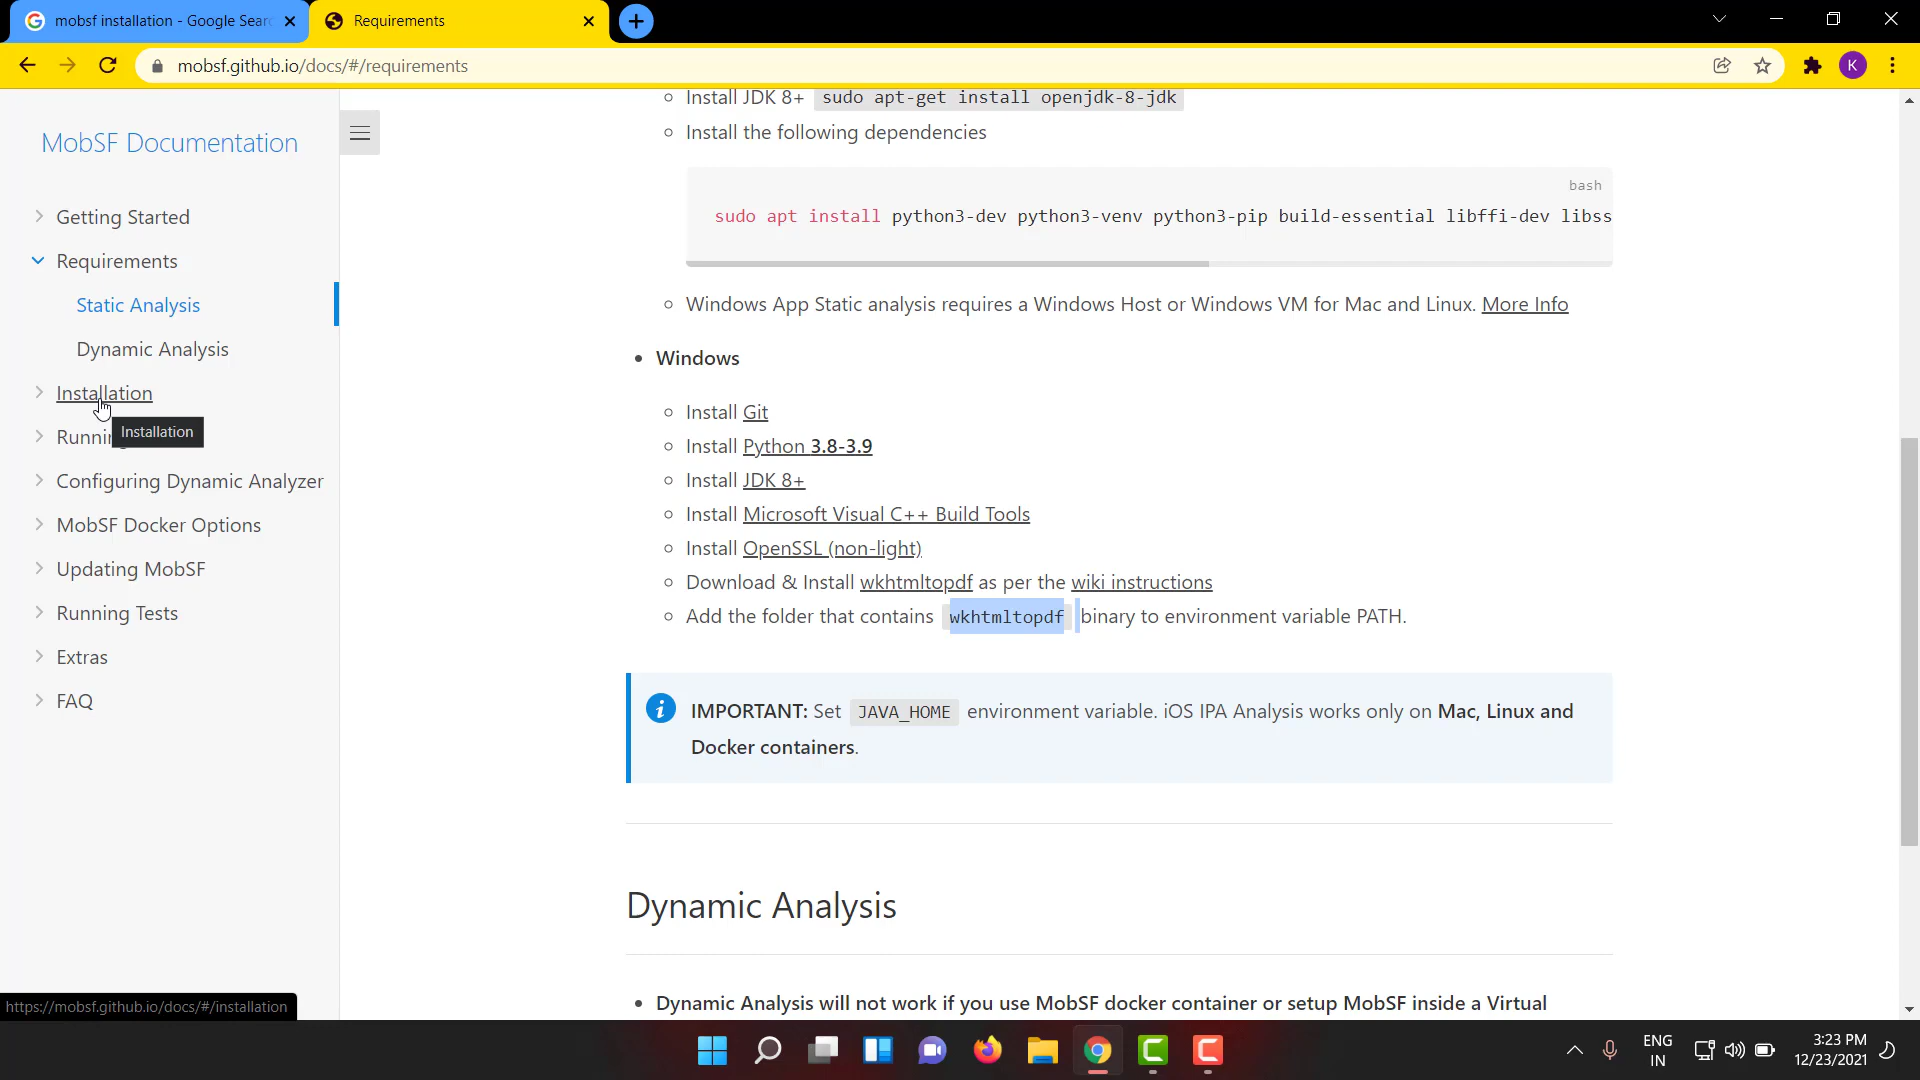 mobsf installation - Google Sear
Requirements
mobsf.github.io/docs/#/requirements
K
MobSF Documentation
Getting Started
Requirements
Static Analysis
Dynamic Analysis
Installation
Installation
Runnin
Configuring Dynamic Analyzer
MobSF Docker Options
Updating MobSF
Running Tests
Extras
FAQ
https://mobsf.github.io/docs/#/installation
Install JDK 8+ sudo apt-get install openjdk-8-jdk
Install the following dependencies
bash
sudo apt install python3-dev python3-venv python3-pip build-essential libffi-dev libss
Windows App Static analysis requires a Windows Host or Windows VM for Mac and Linux. More Info
Windows
Install Git
Install Python 3.8-3.9
Install JDK 8+
Install Microsoft Visual C++ Build Tools
Install OpenSSL (non-light)
Download & Install wkhtmltopdf as per the wiki instructions
Add the folder that contains wkhtmltopdf binary to environment variable PATH.
IMPORTANT: Set JAVA_HOME environment variable. iOS IPA Analysis works only on Mac, Linux and
Docker containers.
Dynamic Analysis
Dynamic Analysis will not work if you use MobSF docker container or setup MobSF inside a Virtual
ENG
IN
3:23 PM
12/23/2021